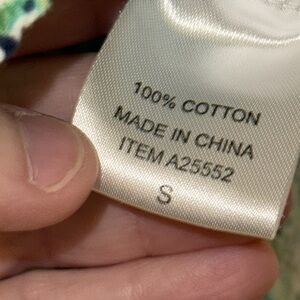 100% COTTON
MADE IN CHINA
ITEM A25552
S